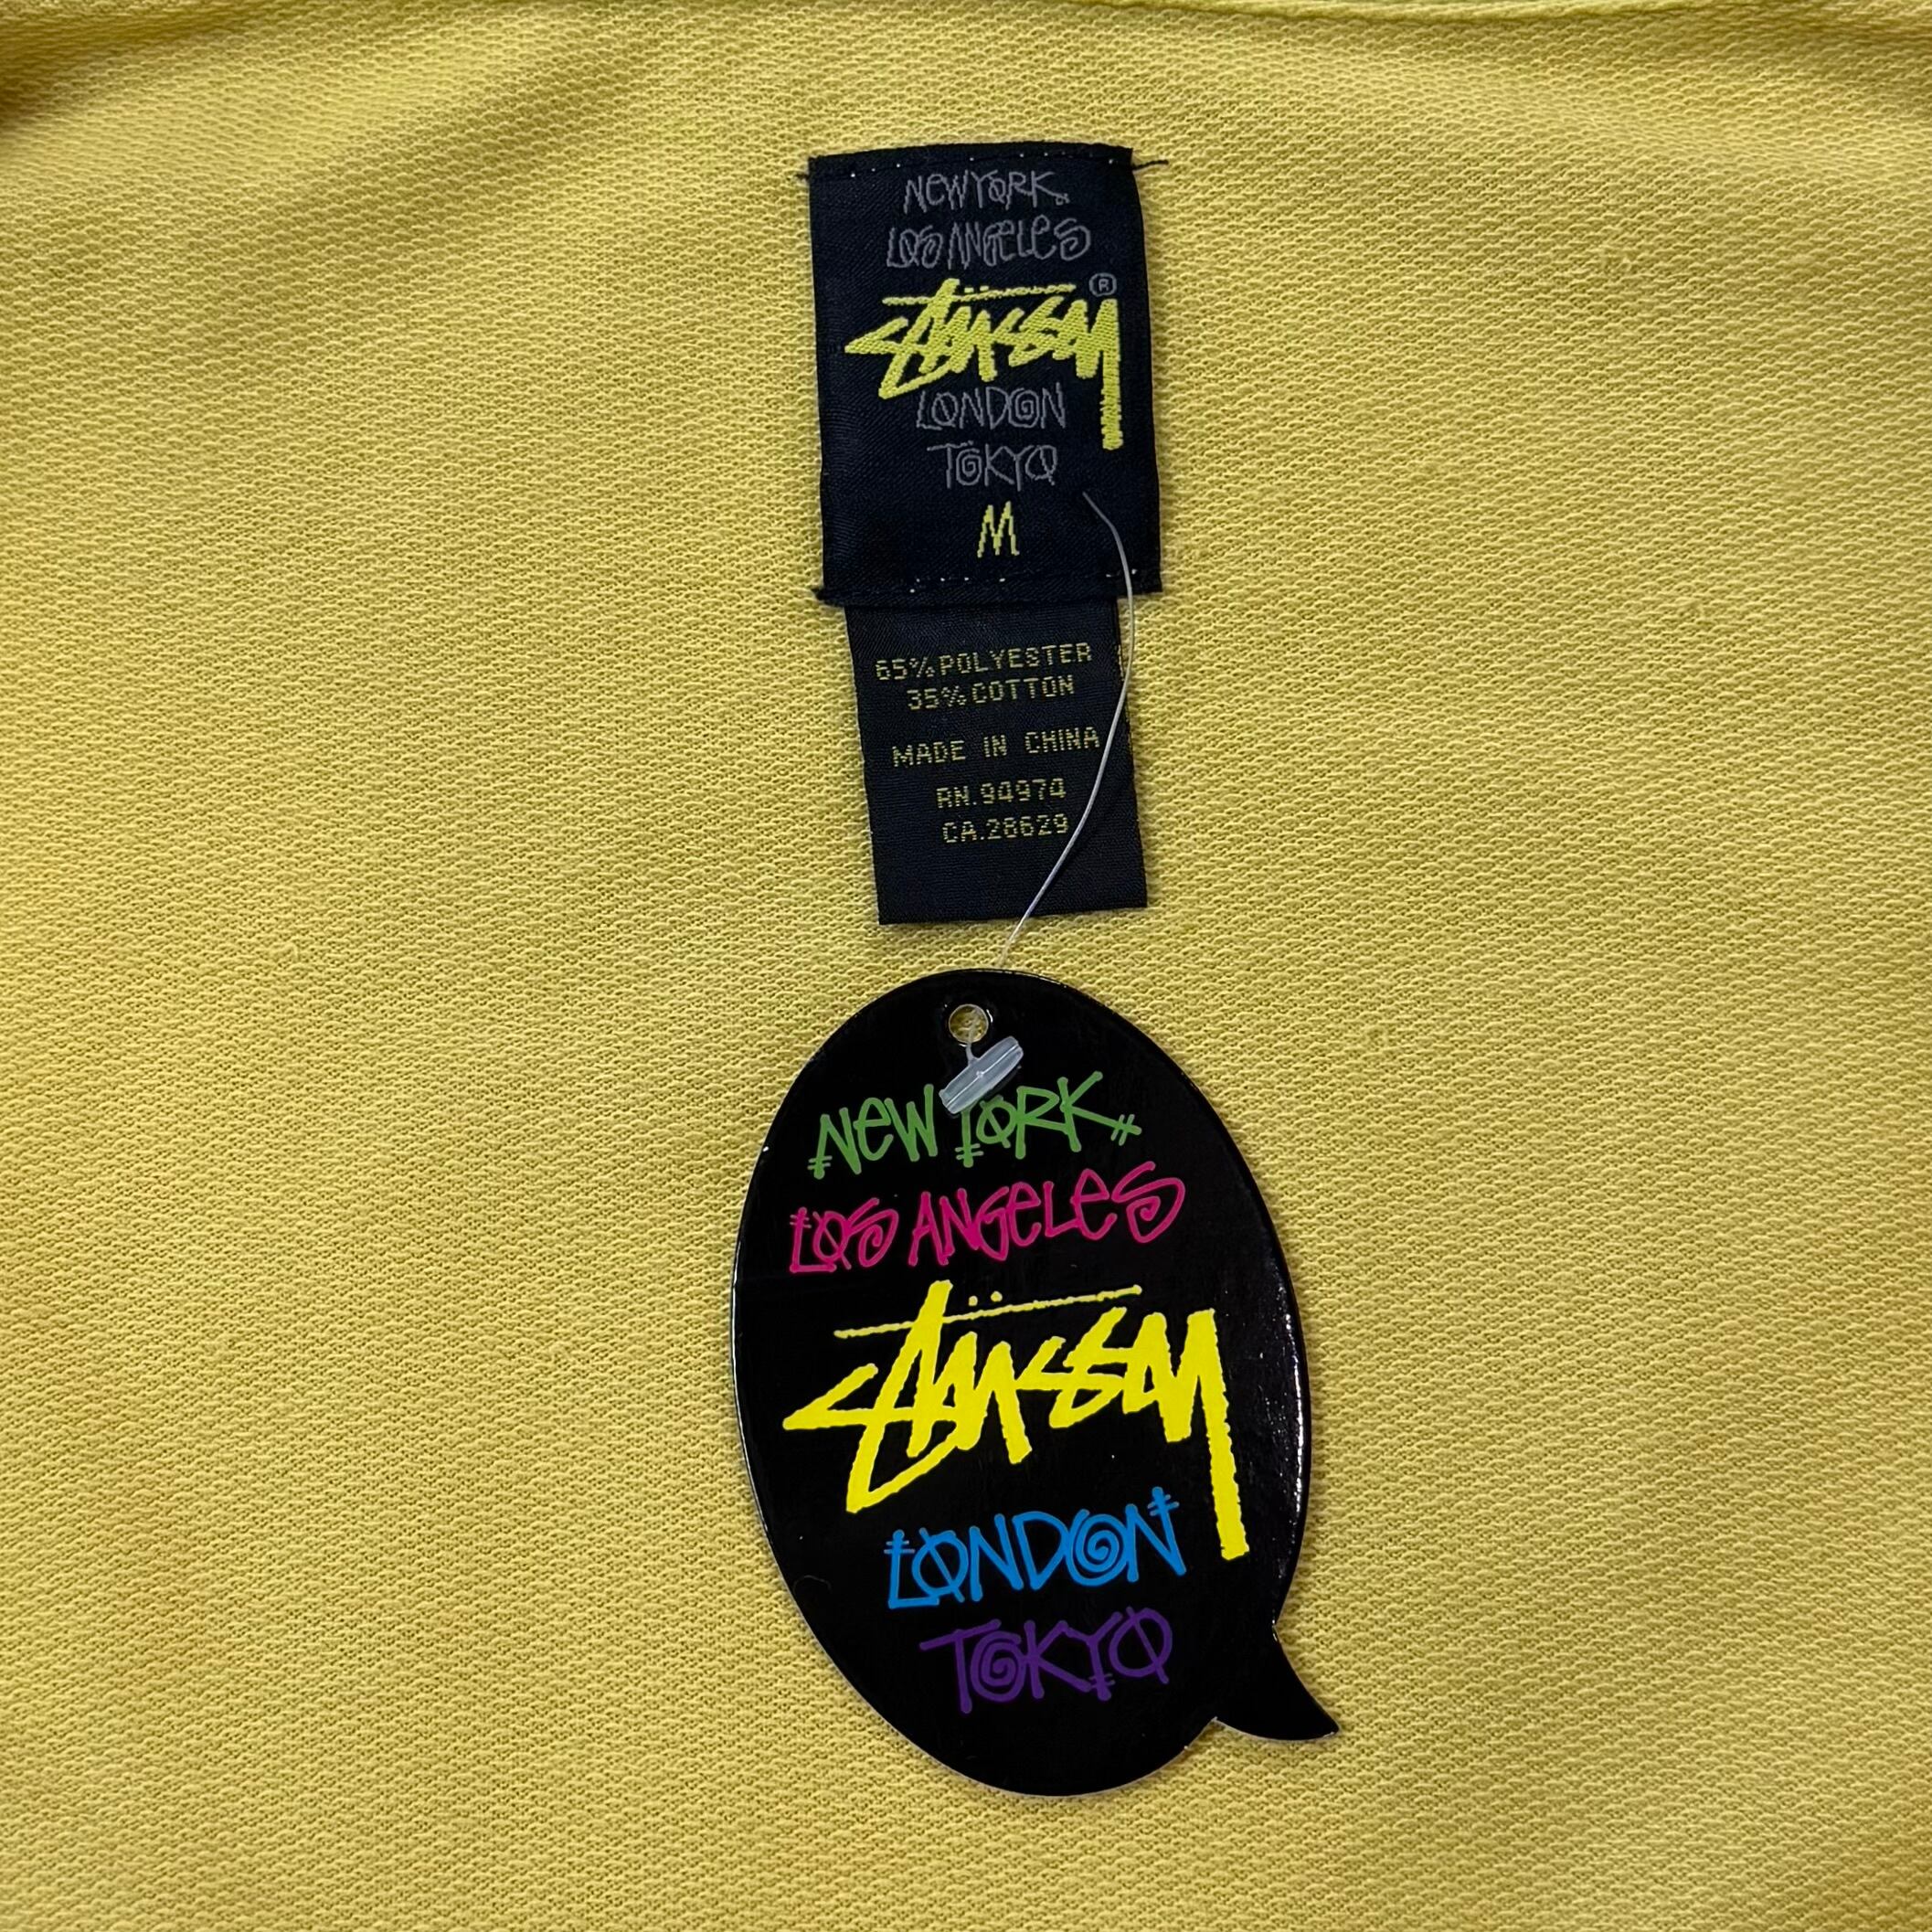 NEW YORK
LOS ANGELES
STÜSSY®
LONDON
TOKYO
M
65% POLYESTER
35% COTTON
MADE IN CHINA
RN.94974
CA.28629
NEW YORK
LOS ANGELES
STÜSSY
LONDON
TOKYO